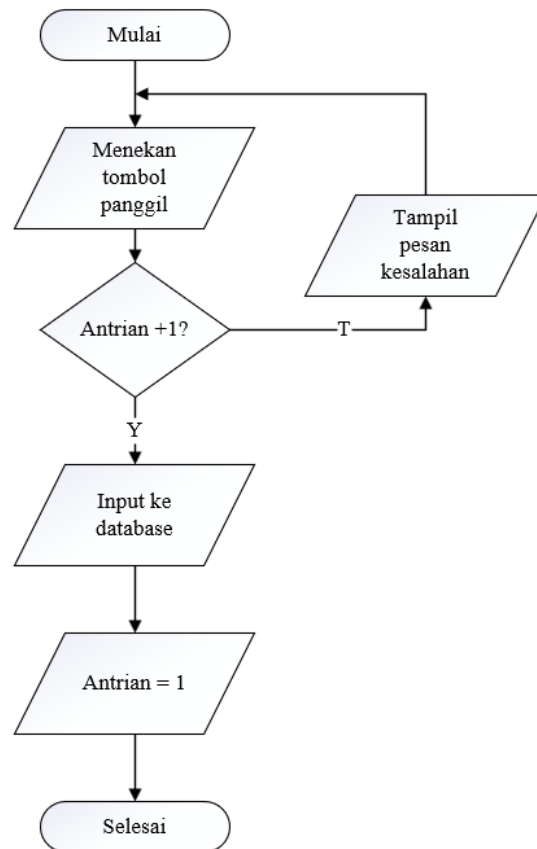 Mulai
Menekan
tombol
panggil
Tampil
pesan
kesalahan
Antrian +1?
T
Y
Input ke
database
Antrian = 1
Selesai